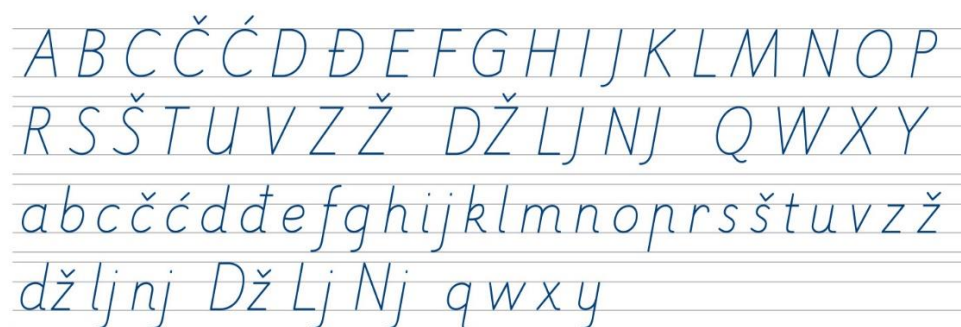 A B C Č Ć D Đ E F G H I J K L M N O P
R S Š T U V Z Ž DŽ LJ NJ Q W X Y
a b c č ć d đ e f g h i j k l m n o p r s š t u v z ž
dž lj nj Dž Lj Nj q w x y